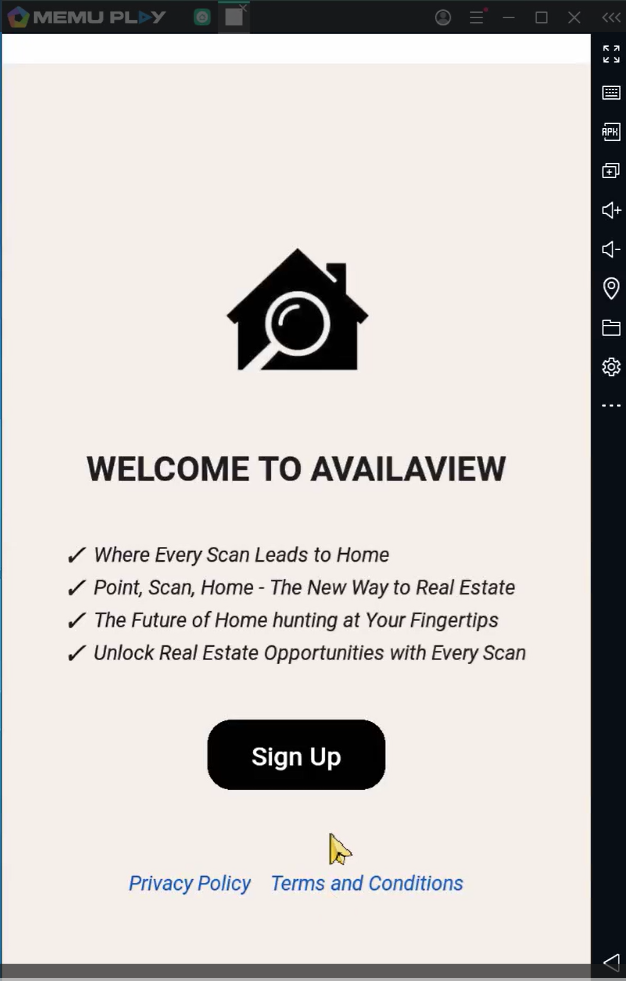 MEMU PLAY
APK
WELCOME TO AVAILAVIEW
✓ Where Every Scan Leads to Home
✓ Point, Scan, Home - The New Way to Real Estate
✓ The Future of Home hunting at Your Fingertips
✓ Unlock Real Estate Opportunities with Every Scan
Sign Up
Privacy Policy Terms and Conditions